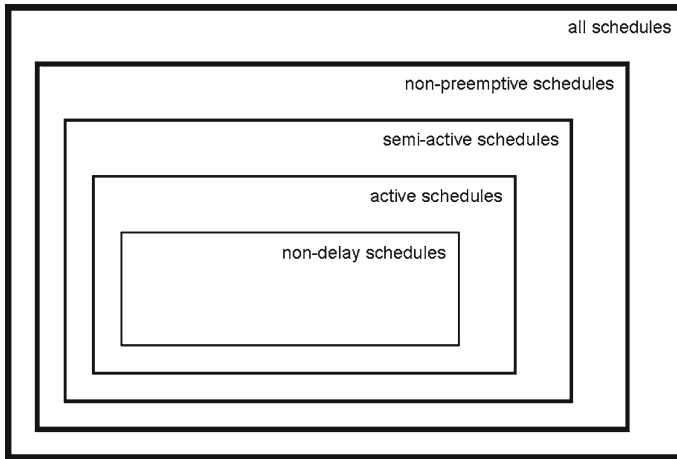 all schedules
non-preemptive schedules
semi-active schedules
active schedules
non-delay schedules